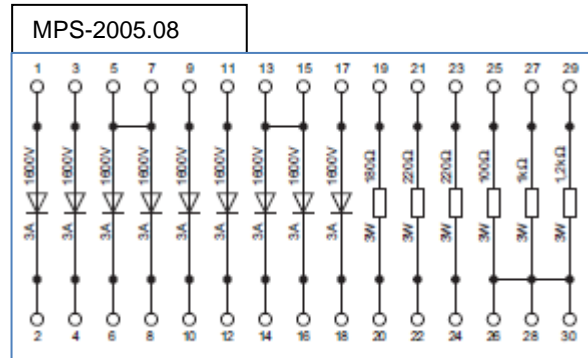 MPS-2005.08
1 3 5 7 9 11 13 15 17 19 21 23 25 27 29
1600V 1600V 1600V 1600V 1600V 1600V 1600V 1600V 1600V 180Ω 220Ω 220Ω 100Ω 1kΩ 1,2kΩ
3A 3A 3A 3A 3A 3A 3A 3A 3A 3W 3W 3W 3W 3W 3W
2 4 6 8 10 12 14 16 18 20 22 24 26 28 30